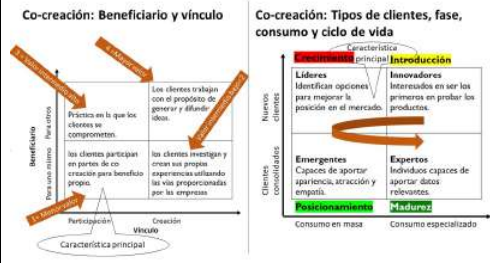 Co-creación: Beneficiario y vínculo
4=Mayor valor
Beneficiario
Para otros
Para uno mismo
Práctica en la que los
clientes se
comprometen.
Los clientes trabajan
con el propósito de
generar y difundir
ideas.
los clientes participan
en partes de co
creación para beneficio
propio.
los clientes investigan y
crean sus propias
experiencias utilizando
las vías proporcionadas
por las empresas
1= Menor valor
Participación
Creación
Vínculo
Característica principal
Co-creación: Tipos de clientes, fase,
consumo y ciclo de vida
Característica
principal
Crecimiento
Introducción
Nuevos
clientes
Clientes
consolidados
Líderes
Identifican opciones
para mejorar la
posición en el mercado.
Innovadores
Interesados en ser los
primeros en probar los
productos.
Emergentes
Capaces de aportar
apariencia, atracción y
empatía.
Expertos
Individuos capaces de
aportar datos
relevantes.
Posicionamiento
Madurez
Consumo en masa
Consumo especializado